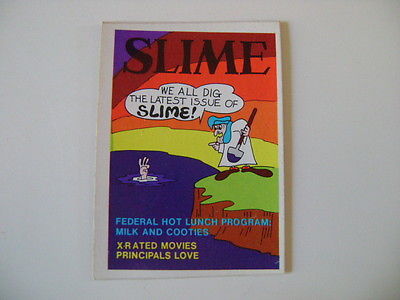 SLIME
WE ALL DIG
THE LATEST ISSUE OF
SLIME!
FEDERAL HOT LUNCH PROGRAM:
MILK AND COOTIES
X-RATED MOVIES
PRINCIPALS LOVE